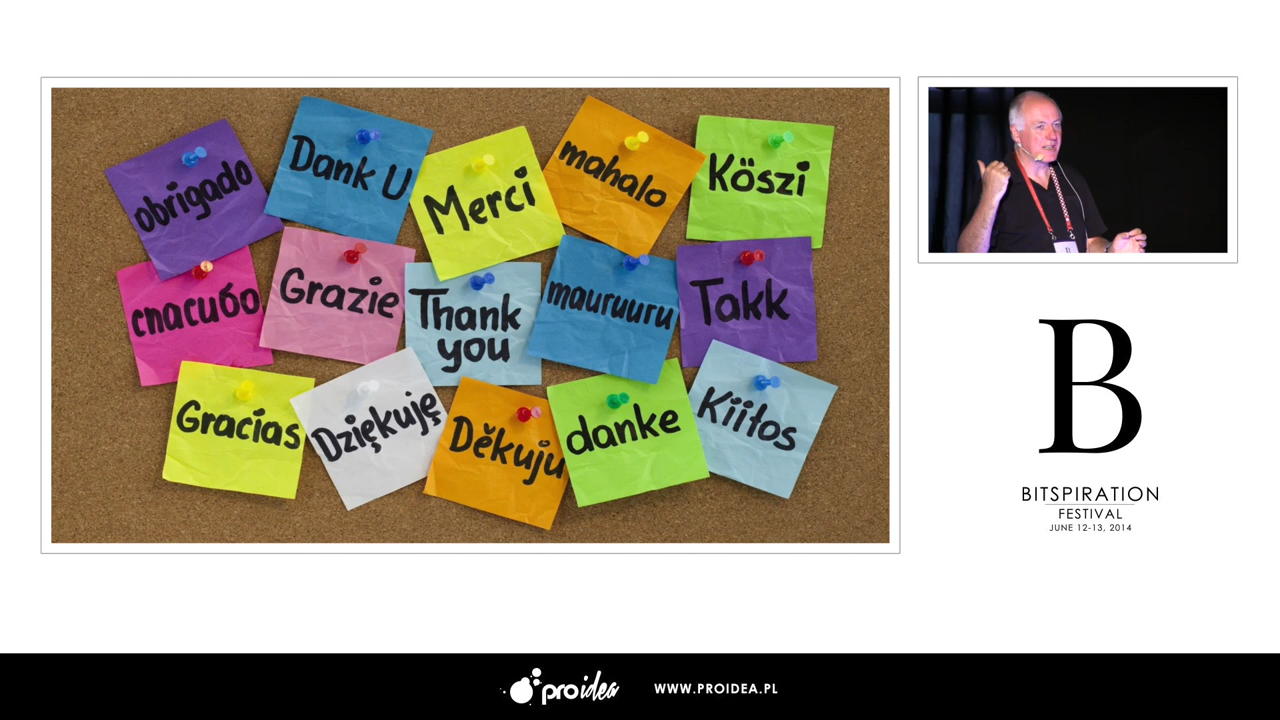 obrigado
Dank U
Merci
mahalo
Köszi
спасибо
Grazie
Thank
you
mauruuru
Takk
Gracias
Dziękuję
Děkuju
danke
Kiitos
B
BITSPIRATION
FESTIVAL
JUNE 12-13, 2014
proidea
WWW.PROIDEA.PL